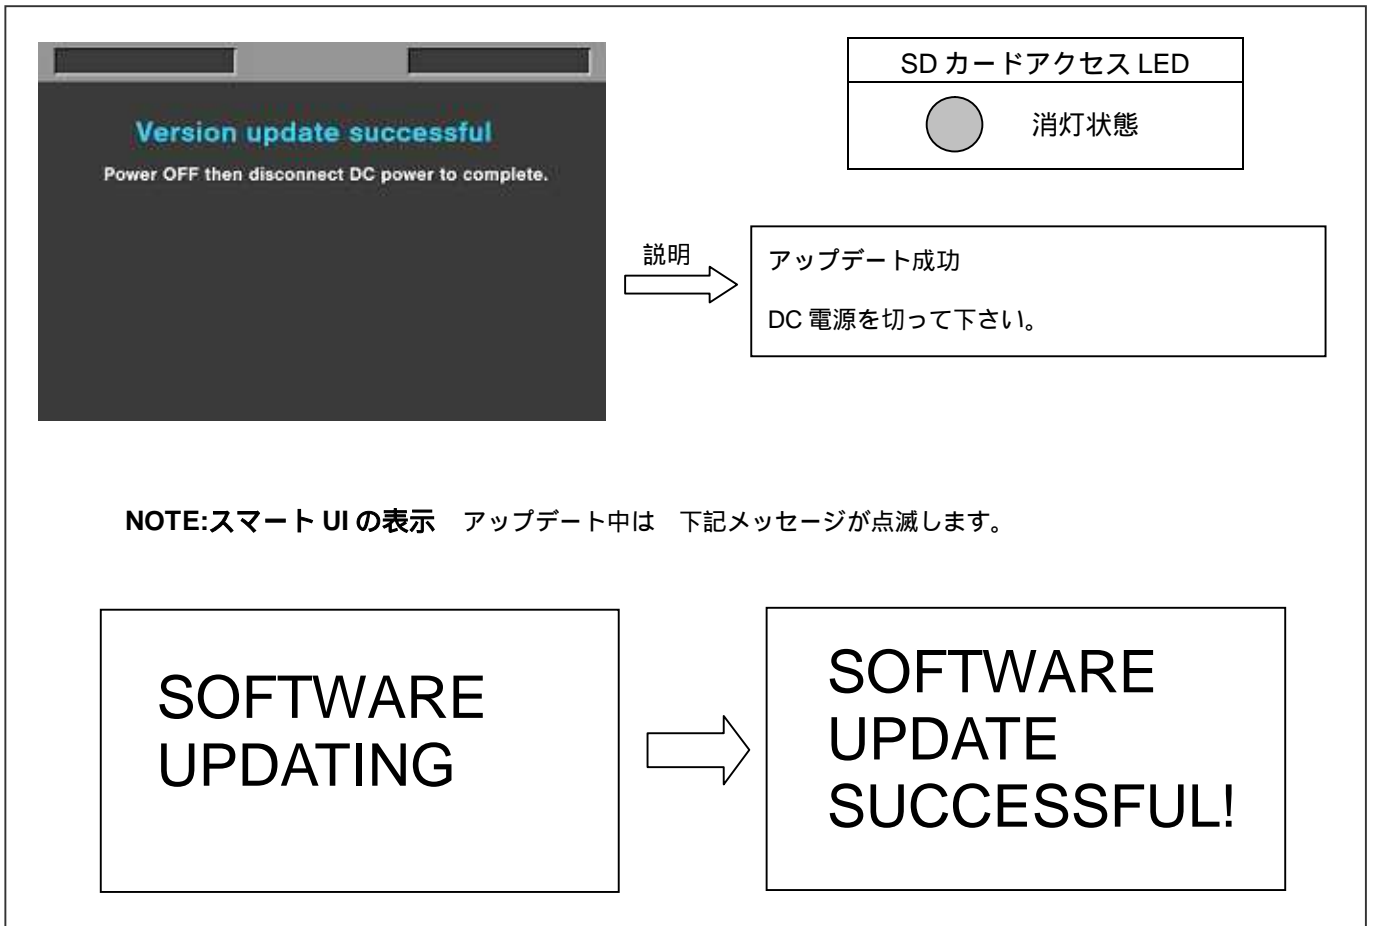 Version update successful
Power OFF then disconnect DC power to complete.
SD カードアクセス LED
消灯状態
説明
アップデート成功
DC 電源を切って下さい。
NOTE:スマート UI の表示　アップデート中は　下記メッセージが点滅します。
SOFTWARE
UPDATING
SOFTWARE
UPDATE
SUCCESSFUL!